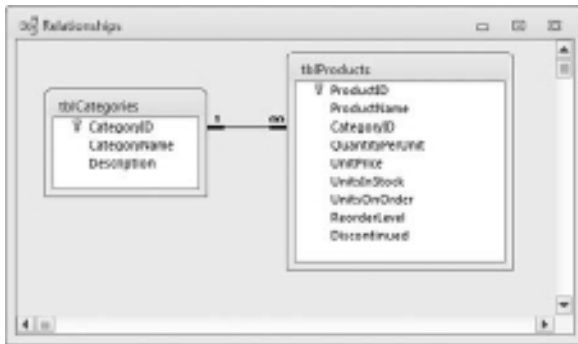 Relationships
tblCategories
CategoryID
CategoryName
Description
1
∞
tblProducts
ProductID
ProductName
CategoryID
QuantityPerUnit
UnitPrice
UnitsInStock
UnitsOnOrder
ReorderLevel
Discontinued